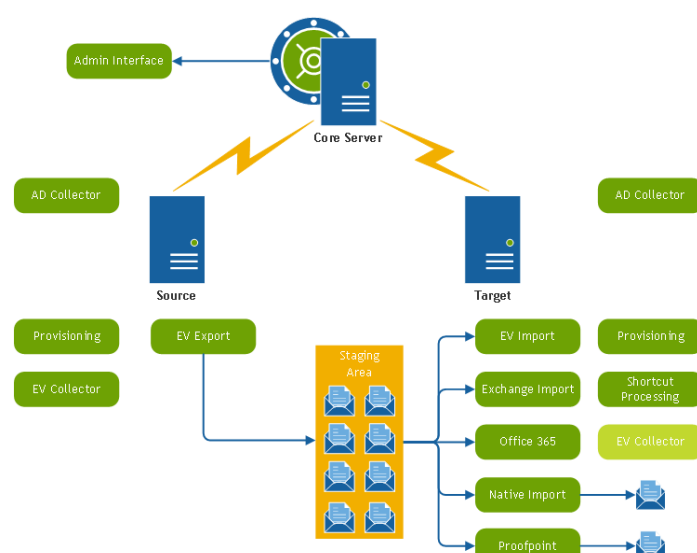 Admin Interface
Core Server
AD Collector
AD Collector
Source
Target
Provisioning
EV Export
Staging
Area
EV Import
Provisioning
EV Collector
Exchange Import
Shortcut
Processing
Office 365
EV Collector
Native Import
Proofpoint